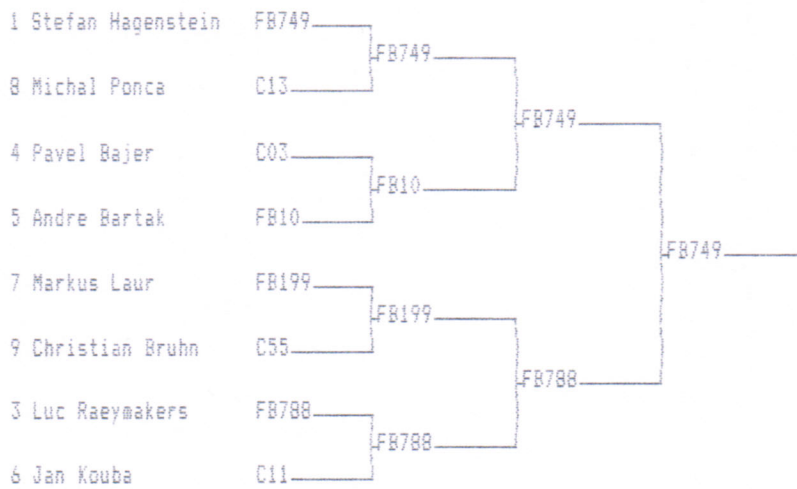 1 Stefan Hagenstein FB749
FB749
8 Michal Ponca C13
FB749
4 Pavel Bajer C03
FB10
5 Andre Bartak FB10
FB749
7 Markus Laur FB199
FB199
9 Christian Bruhn C55
FB788
3 Luc Raeymakers FB788
FB788
6 Jan Kouba C11